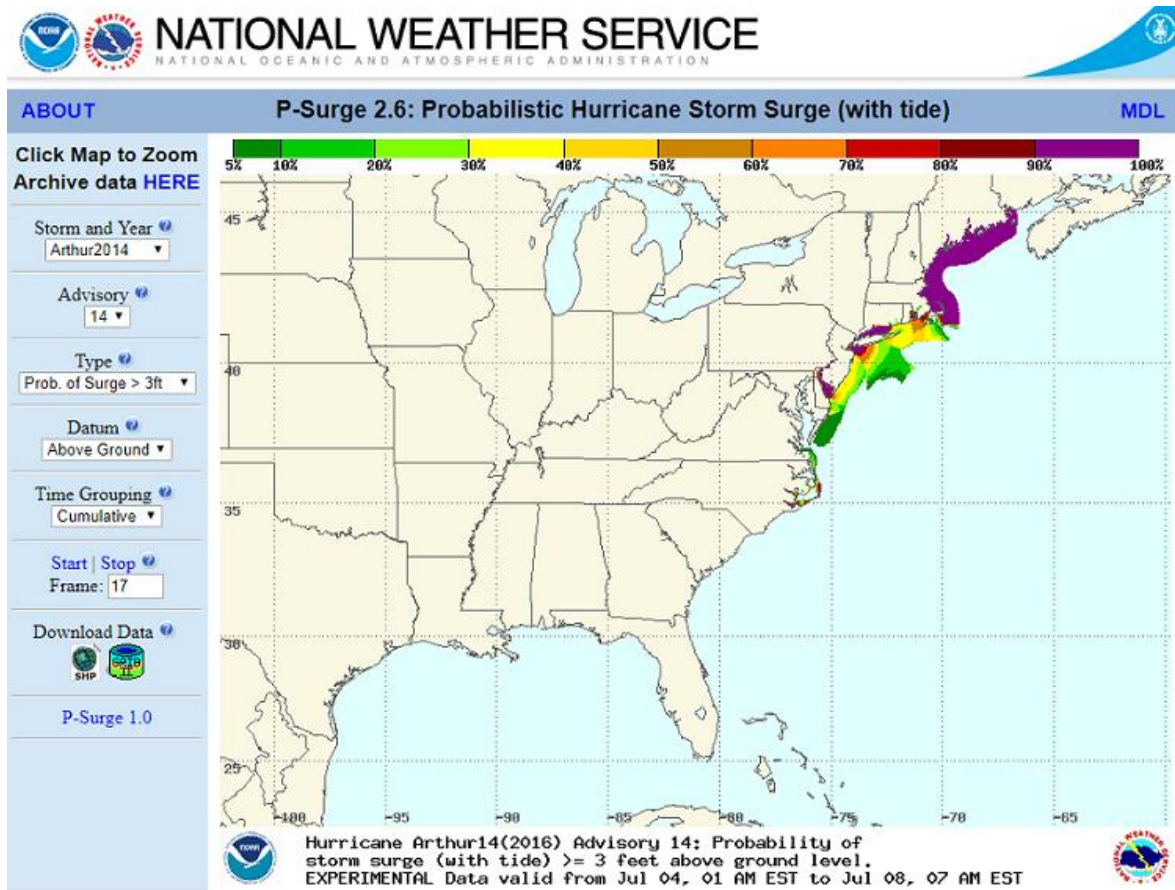 NATIONAL WEATHER SERVICE
NATIONAL OCEANIC AND ATMOSPHERIC ADMINISTRATION
ABOUT
P-Surge 2.6: Probabilistic Hurricane Storm Surge (with tide)
MDL
Click Map to Zoom
Archive data HERE
Storm and Year
Arthur2014
Advisory
14
Type
Prob. of Surge > 3ft
Datum
Above Ground
Time Grouping
Cumulative
Start | Stop
Frame: 17
Download Data
SHP
P-Surge 1.0
5% 10% 20% 30% 40% 50% 60% 70% 80% 90% 100%
45
40
35
30
25
-100 -95 -90 -85 -80 -75 -70 -65
Hurricane Arthur14(2016) Advisory 14: Probability of
storm surge (with tide) >= 3 feet above ground level.
EXPERIMENTAL Data valid from Jul 04, 01 AM EST to Jul 08, 07 AM EST